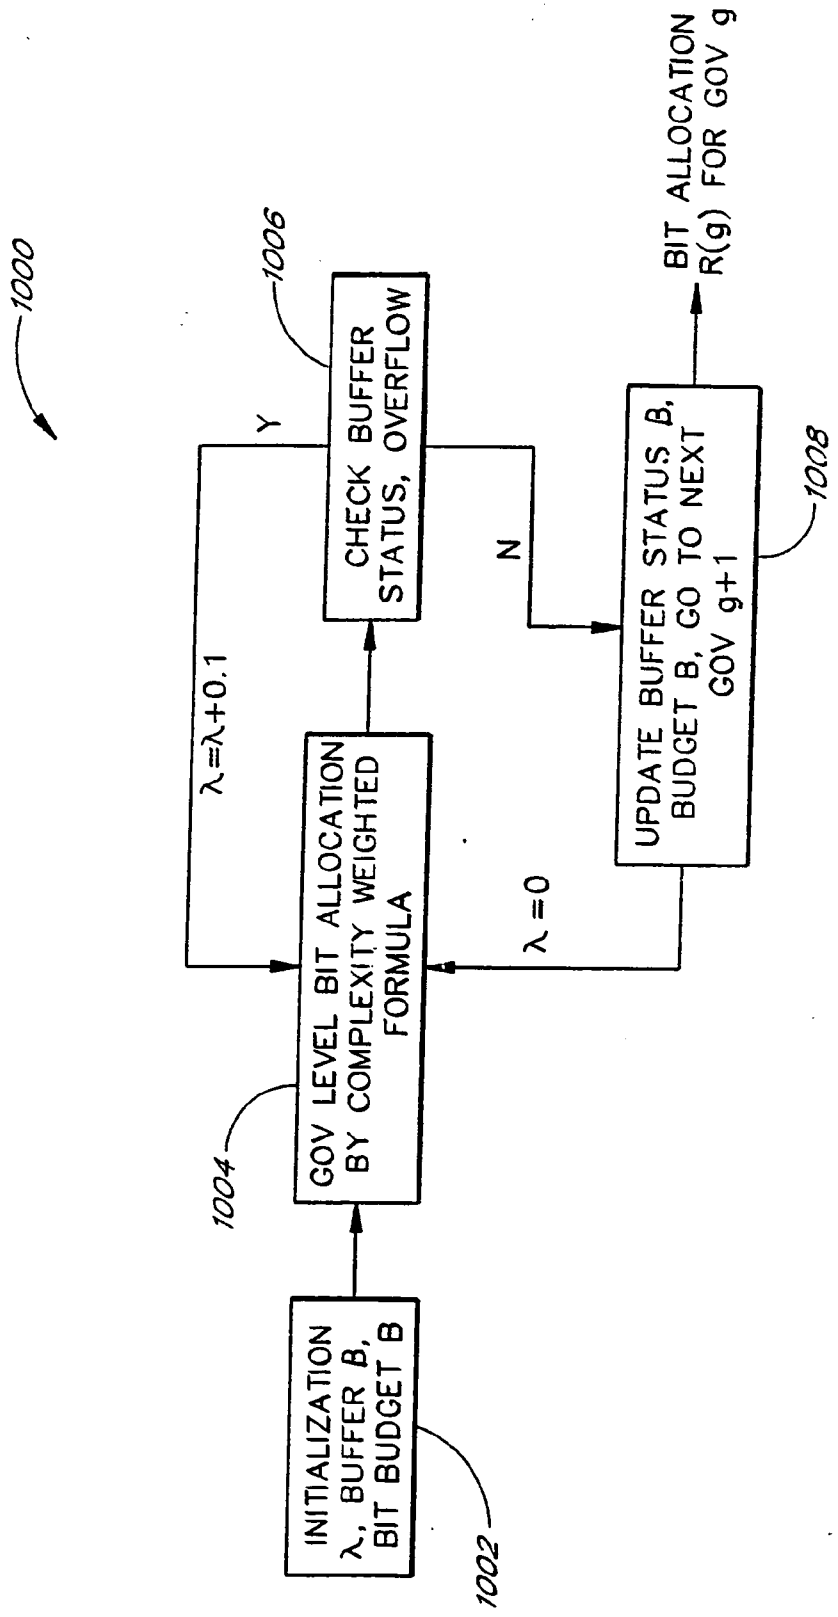 1000
INITIALIZATION
λ, BUFFER B,
BIT BUDGET B
1002
GOV LEVEL BIT ALLOCATION
BY COMPLEXITY WEIGHTED
FORMULA
1004
λ=λ+0.1
Y
CHECK BUFFER
STATUS, OVERFLOW
1006
N
λ=0
UPDATE BUFFER STATUS B,
BUDGET B, GO TO NEXT
GOV g+1
1008
BIT ALLOCATION
R(g) FOR GOV g